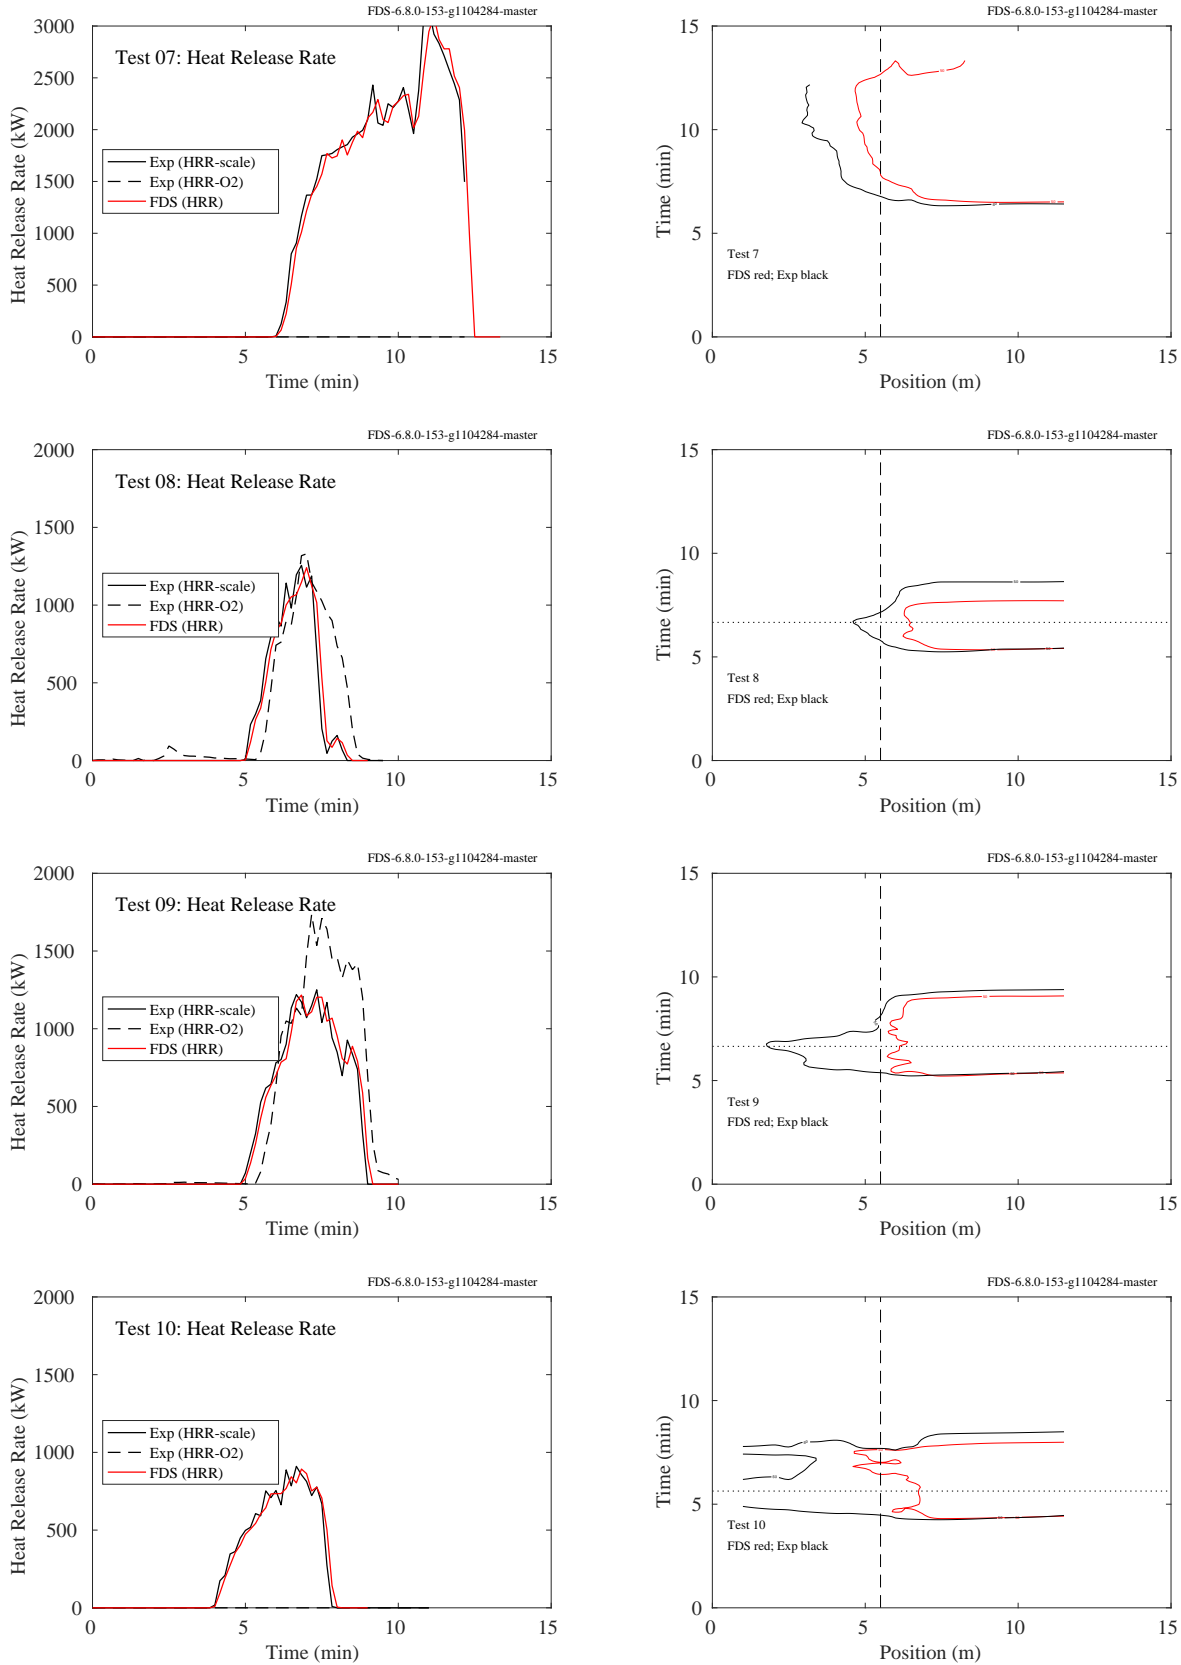 FDS-6.8.0-153-g1104284-master
Test 07: Heat Release Rate
Heat Release Rate (kW)
3000
2500
2000
1500
1000
500
0
Exp (HRR-scale)
Exp (HRR-O2)
FDS (HRR)
0 5 10 15
Time (min)
FDS-6.8.0-153-g1104284-master
Time (min)
15
10
5
0
Test 7
FDS red; Exp black
0 5 10 15
Position (m)
FDS-6.8.0-153-g1104284-master
Test 08: Heat Release Rate
Heat Release Rate (kW)
2000
1500
1000
500
0
Exp (HRR-scale)
Exp (HRR-O2)
FDS (HRR)
0 5 10 15
Time (min)
FDS-6.8.0-153-g1104284-master
Time (min)
15
10
5
0
Test 8
FDS red; Exp black
0 5 10 15
Position (m)
FDS-6.8.0-153-g1104284-master
Test 09: Heat Release Rate
Heat Release Rate (kW)
2000
1500
1000
500
0
Exp (HRR-scale)
Exp (HRR-O2)
FDS (HRR)
0 5 10 15
Time (min)
FDS-6.8.0-153-g1104284-master
Time (min)
15
10
5
0
Test 9
FDS red; Exp black
0 5 10 15
Position (m)
FDS-6.8.0-153-g1104284-master
Test 10: Heat Release Rate
Heat Release Rate (kW)
2000
1500
1000
500
0
Exp (HRR-scale)
Exp (HRR-O2)
FDS (HRR)
0 5 10 15
Time (min)
FDS-6.8.0-153-g1104284-master
Time (min)
15
10
5
0
Test 10
FDS red; Exp black
0 5 10 15
Position (m)